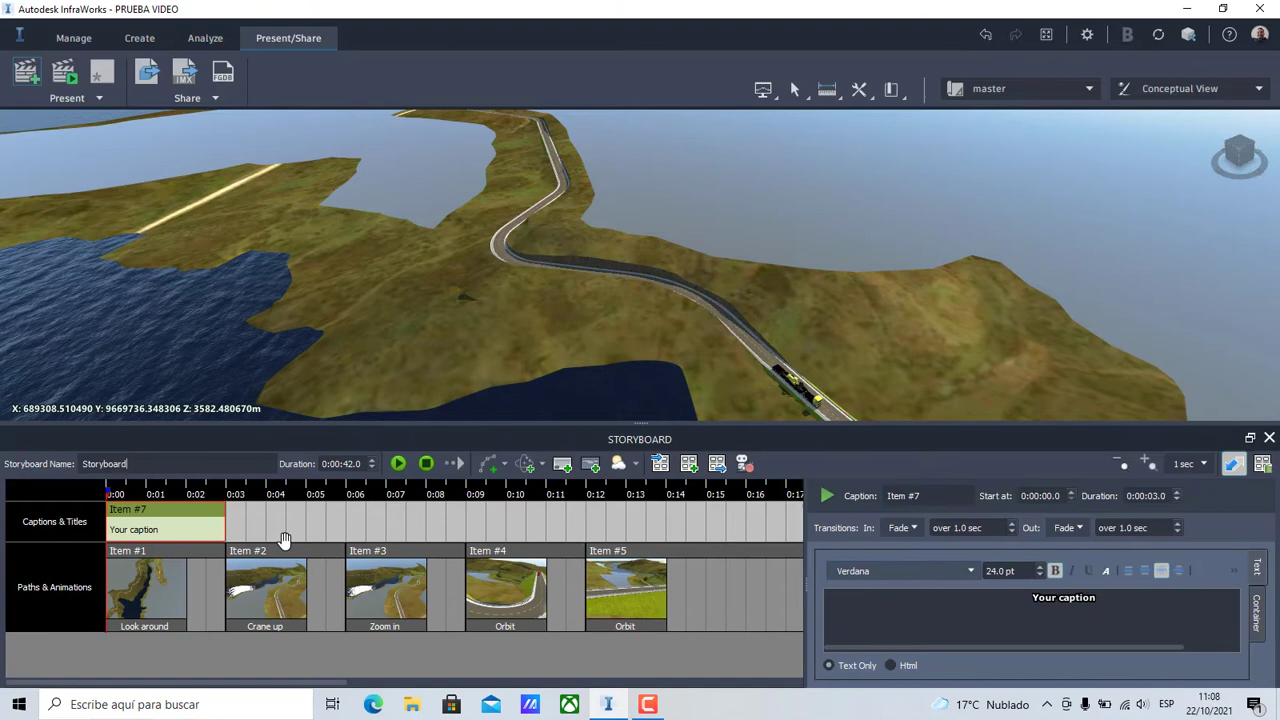 Autodesk InfraWorks - PRUEBA VIDEO
Manage Create Analyze Present/Share
IMX FGDB
Present Share
master Conceptual View
X: 689308.510490 Y: 9669736.348306 Z: 3582.480670m
STORYBOARD
Storyboard Name: Storyboard Duration: 0:00:42.0 1 sec
0:00 0:01 0:02 0:03 0:04 0:05 0:06 0:07 0:08 0:09 0:10 0:11 0:12 0:13 0:14 0:15 0:16 0:17
Caption: Item #7 Start at: 0:00:00.0 Duration: 0:00:03.0
Captions & Titles Item #7
Your caption
Transitions: In: Fade over 1.0 sec Out: Fade over 1.0 sec
Item #1 Item #2 Item #3 Item #4 Item #5
Paths & Animations
Look around Crane up Zoom in Orbit Orbit
Verdana 24.0 pt B I U A
Your caption
Text
Container
Text Only Html
Escribe aquí para buscar
17°C Nublado ESP
11:08
22/10/2021
1